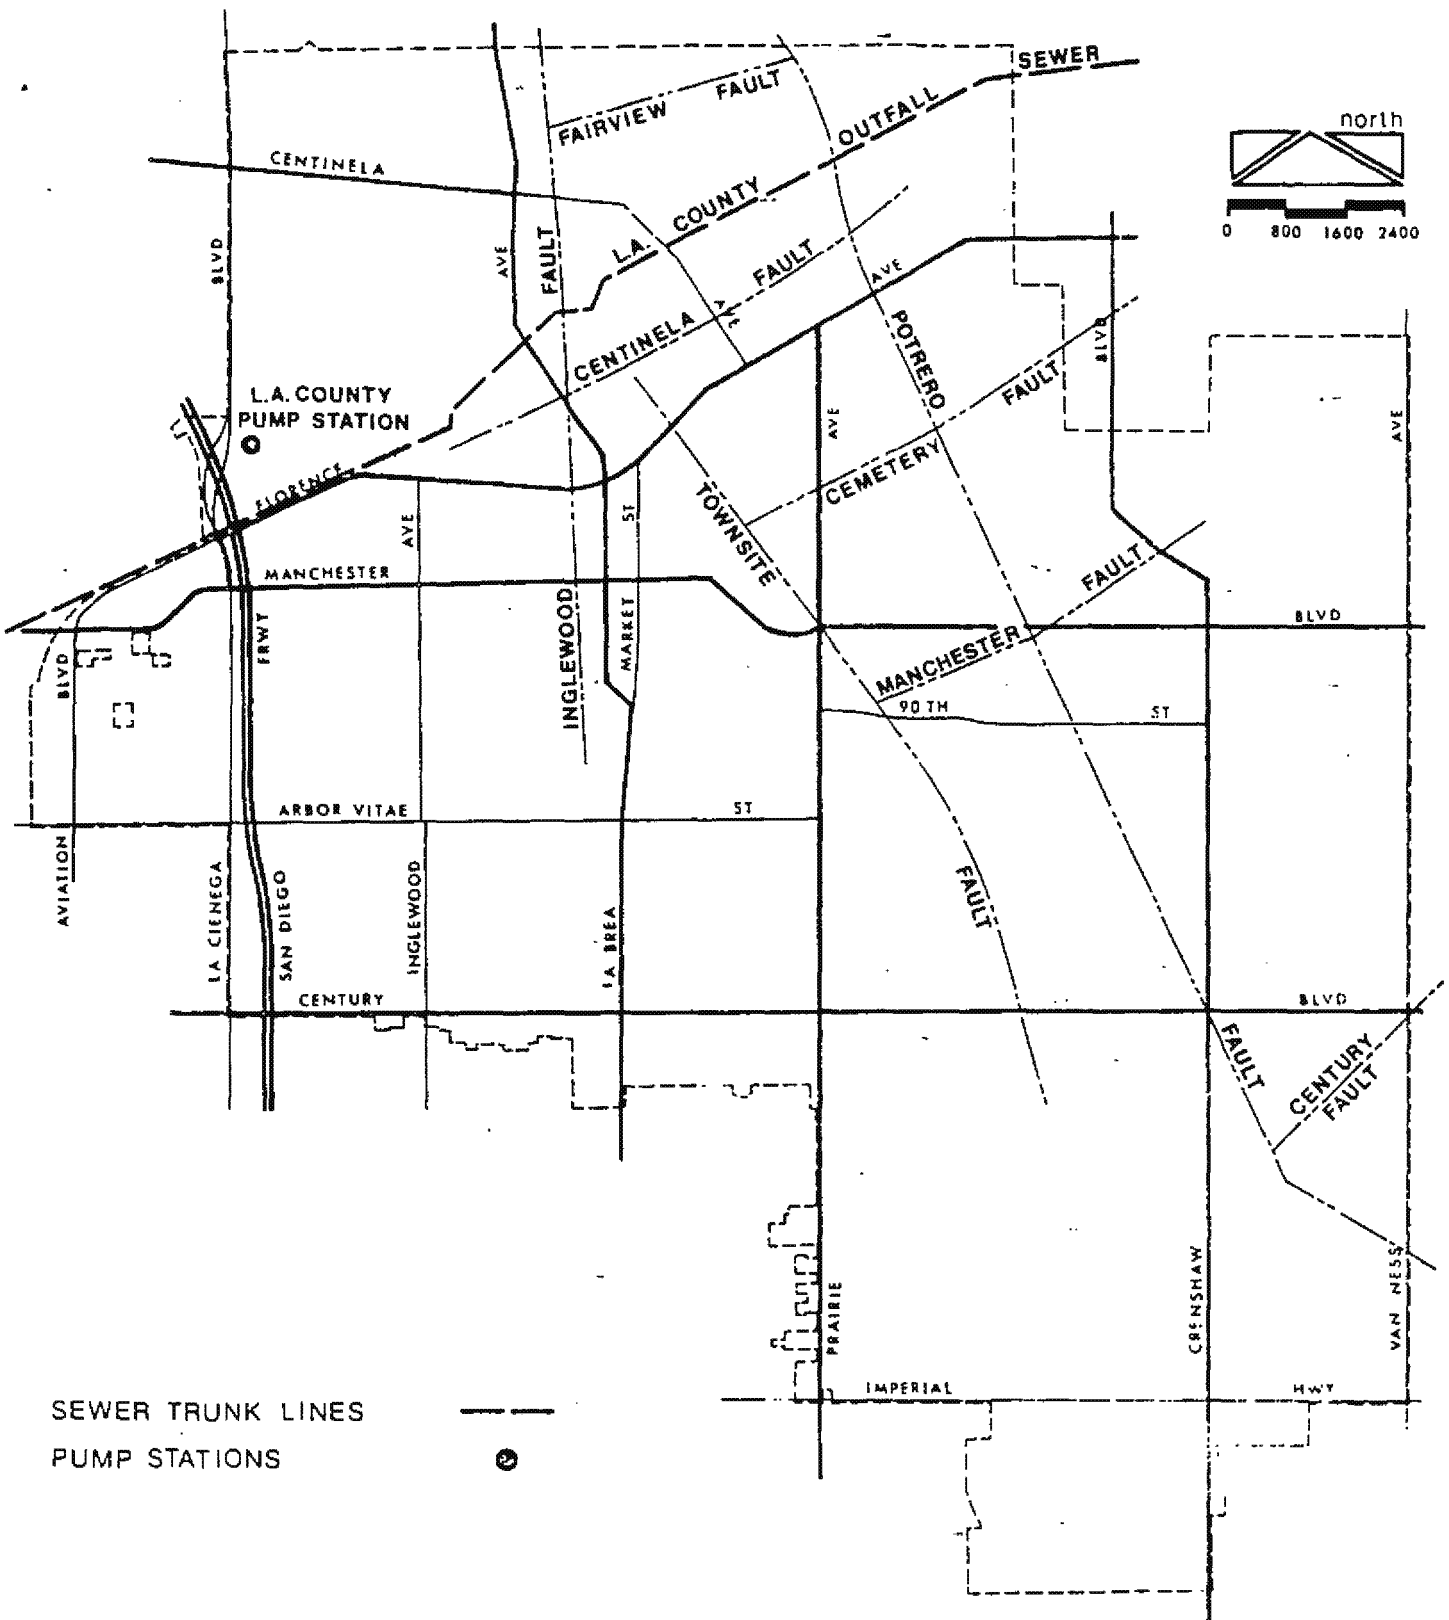 SEWER
FAIRVIEW FAULT
OUTFALL
north
CENTINELA
COUNTY
L.A.
0 800 1600 2400
BLVD
AVE
FAULT
FAULT
AVE
AVE
CENTINELA
POTRERO
BLVD
L.A. COUNTY
PUMP STATION
FAULT
AVE
AVE
FLORENCE
CEMETERY
TOWNSITE
AVE
ST
MANCHESTER
FAULT
INGLEWOOD
MARKET
FRWY
BLVD
BLVD
MANCHESTER
90 TH ST
ARBOR VITAE ST
AVIATION
LA CIENEGA
SAN DIEGO
INGLEWOOD
LA BREA
FAULT
CENTURY
BLVD
FAULT
CENTURY
FAULT
PRAIRIE
CRENSHAW
VAN NESS
IMPERIAL HWY
SEWER TRUNK LINES
PUMP STATIONS